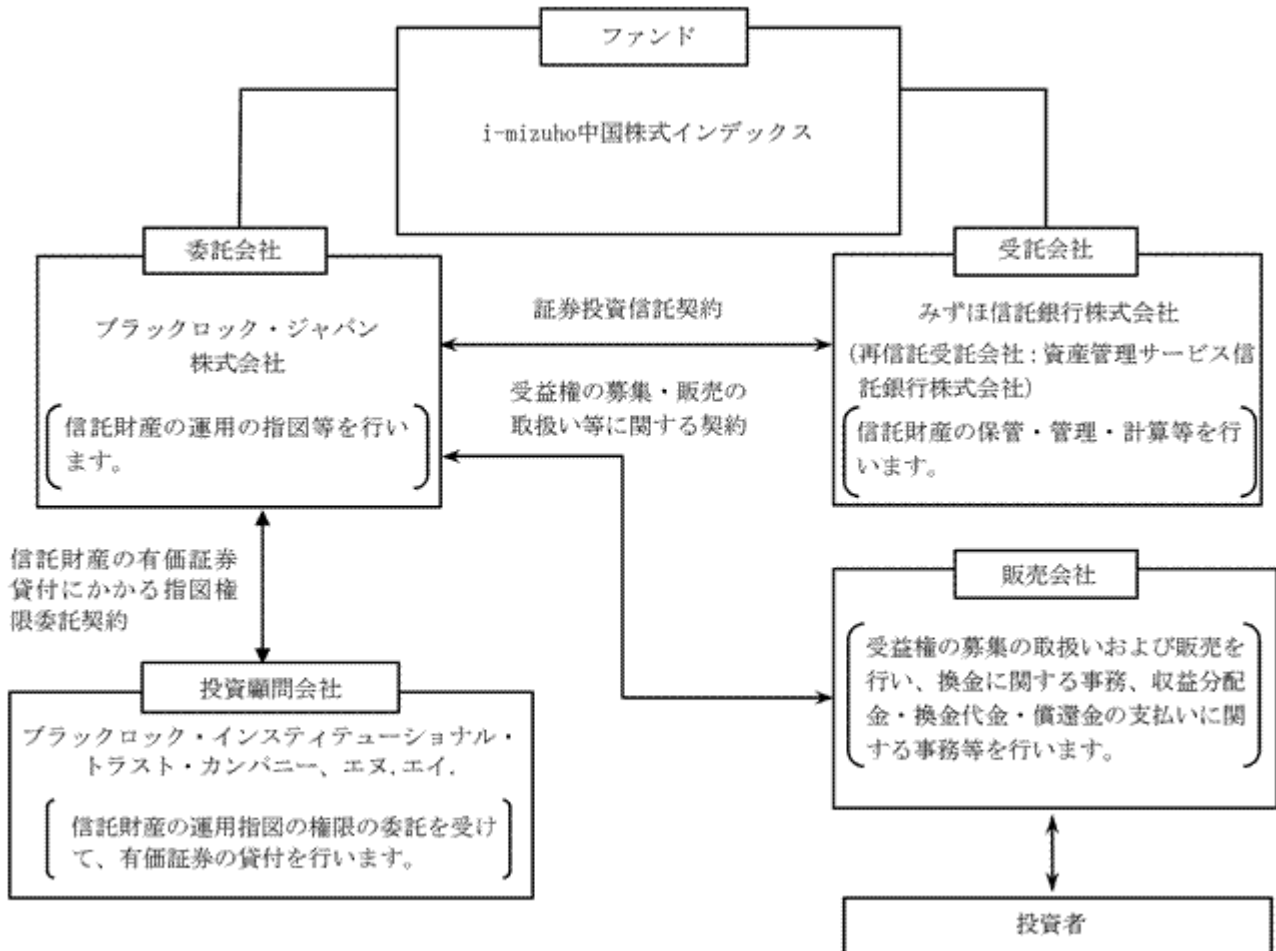 ファンド
i-mizuho中国株式インデックス
委託会社
ブラックロック・ジャパン
株式会社
信託財産の運用の指図等を行い
ます。
証券投資信託契約
受益権の募集・販売の
取扱い等に関する契約
受託会社
みずほ信託銀行株式会社
(再信託受託会社:資産管理サービス信
託銀行株式会社)
信託財産の保管・管理・計算等を行
います。
信託財産の有価証券
貸付にかかる指図権
限委託契約
投資顧問会社
ブラックロック・インスティテューショナル・
トラスト・カンパニー、エヌ.エイ.
信託財産の運用指図の権限の委託を受け
て、有価証券の貸付を行います。
販売会社
受益権の募集の取扱いおよび販売を
行い、換金に関する事務、収益分配
金・換金代金・償還金の支払いに関
する事務等を行います。
投資者